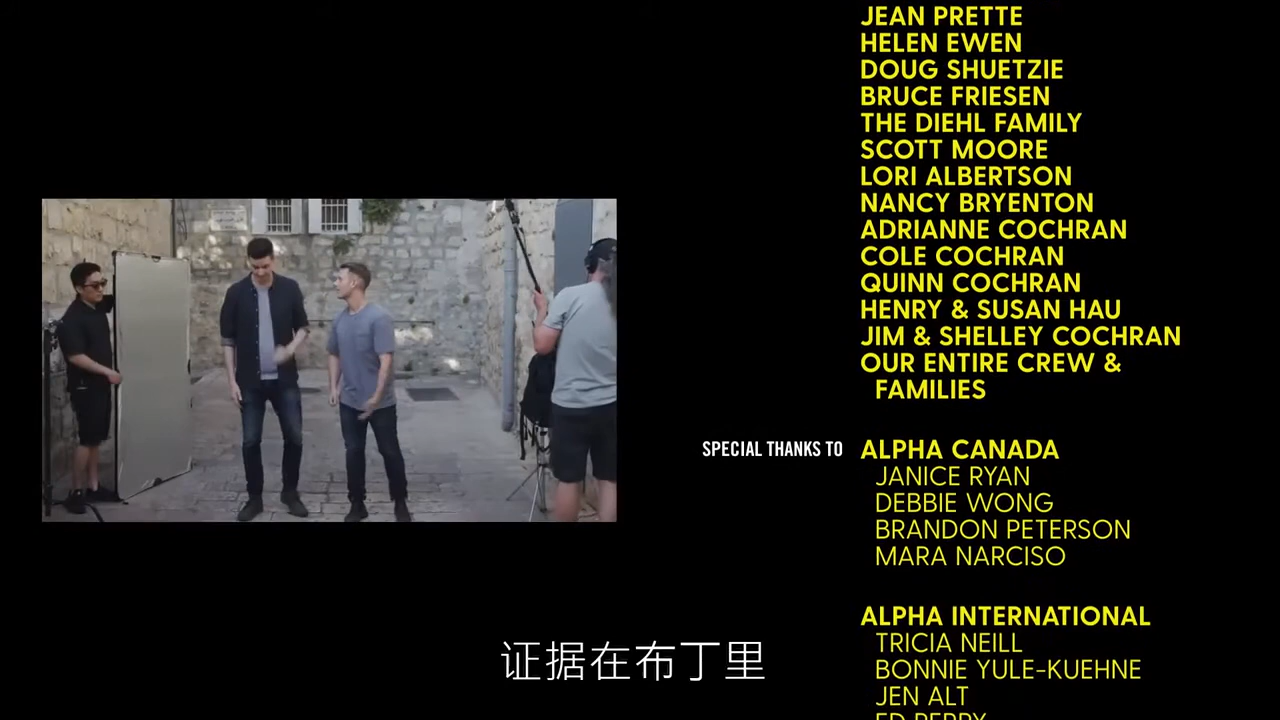 JEAN PRETTE
HELEN EWEN
DOUG SHUETZIE
BRUCE FRIESEN
THE DIEHL FAMILY
SCOTT MOORE
LORI ALBERTSON
NANCY BRYENTON
ADRIANNE COCHRAN
COLE COCHRAN
QUINN COCHRAN
HENRY & SUSAN HAU
JIM & SHELLEY COCHRAN
OUR ENTIRE CREW &
FAMILIES
SPECIAL THANKS TO ALPHA CANADA
JANICE RYAN
DEBBIE WONG
BRANDON PETERSON
MARA NARCISO
ALPHA INTERNATIONAL
TRICIA NEILL
BONNIE YULE-KUEHNE
JEN ALT
证据在布丁里